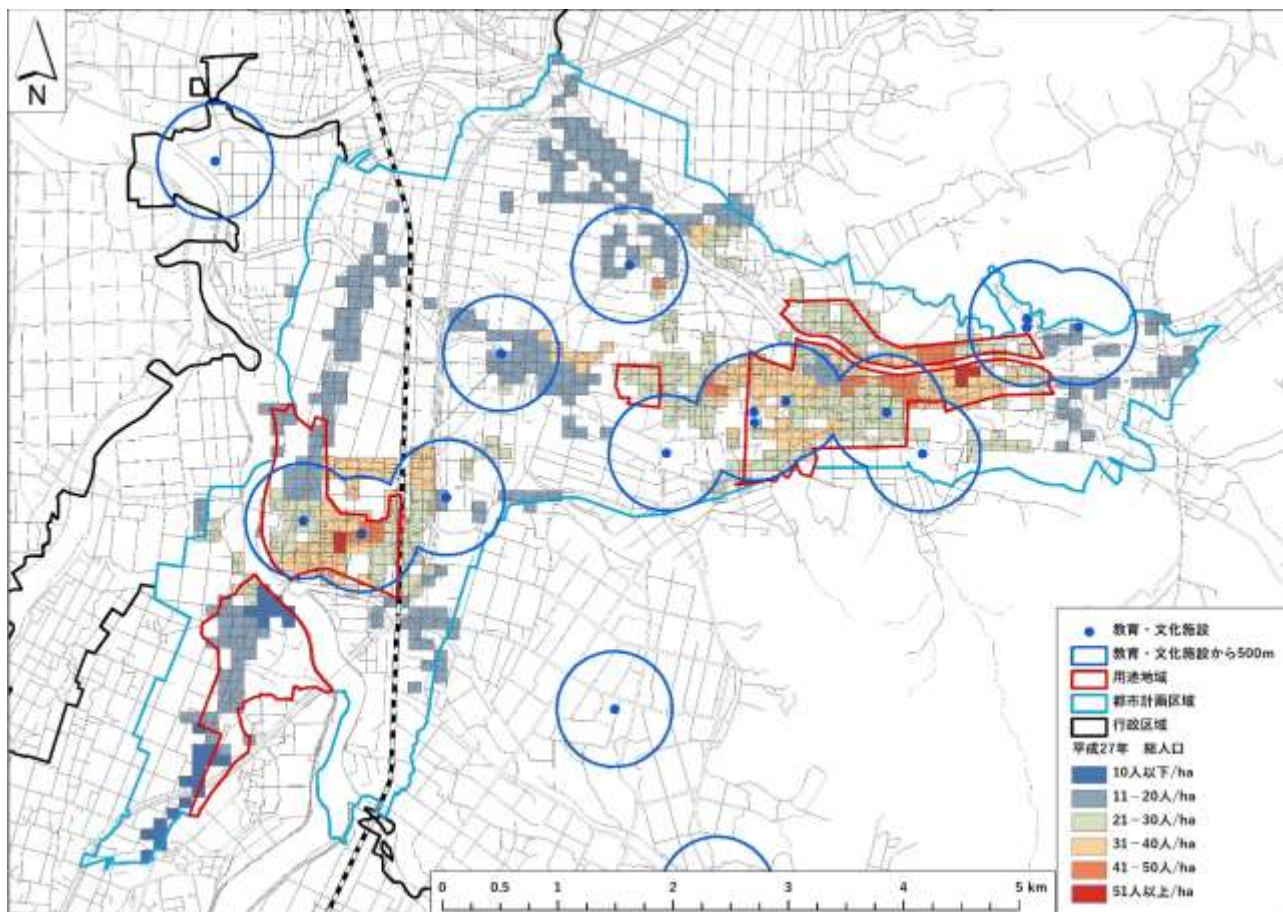 N
教育・文化施設
教育・文化施設から500m
用途地域
都市計画区域
行政区域
平成27年 総人口
10人以下/ha
11－20人/ha
21－30人/ha
31－40人/ha
41－50人/ha
51人以上/ha
0 0.5 1 2 3 4 5 km